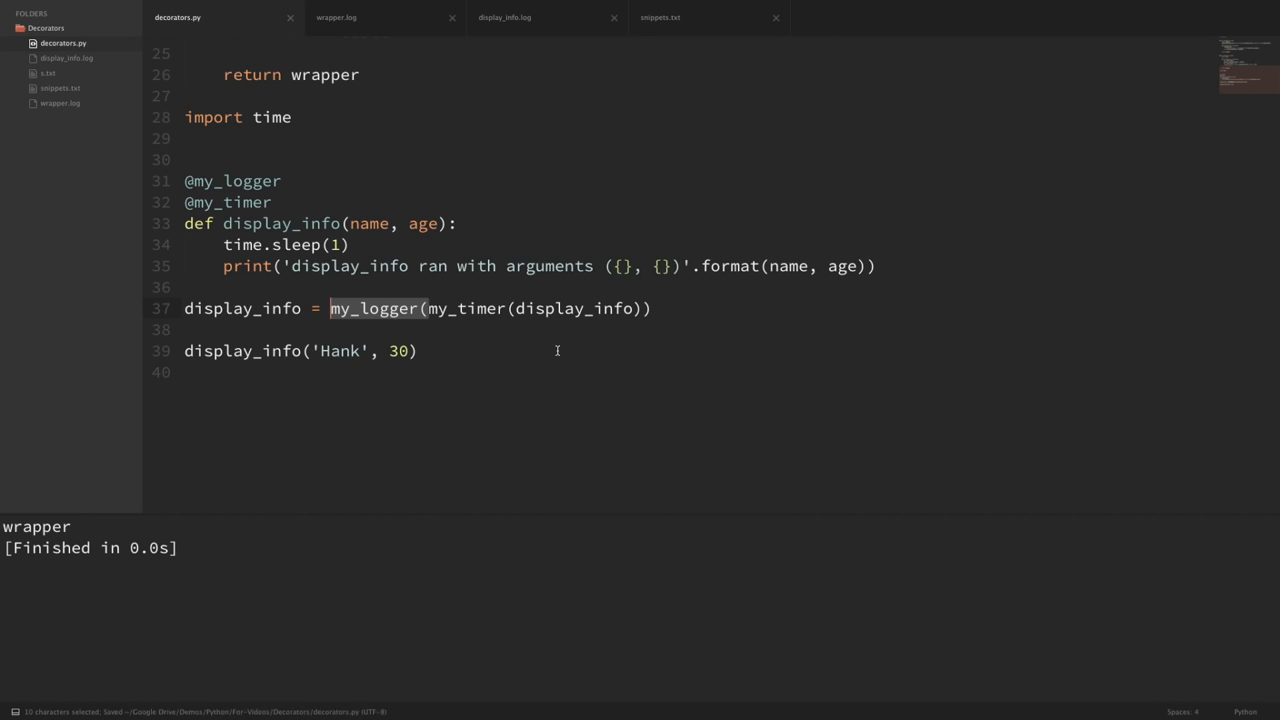 FOLDERS
Decorators
decorators.py
display_info.log
s.txt
snippets.txt
wrapper.log
decorators.py
wrapper.log
display_info.log
snippets.txt
25
26 return wrapper
27
28 import time
29
30
31 @my_logger
32 @my_timer
33 def display_info(name, age):
34 time.sleep(1)
35 print('display_info ran with arguments ({}, {})'.format(name, age))
36
37 display_info = my_logger(my_timer(display_info))
38
39 display_info('Hank', 30)
40
wrapper
[Finished in 0.0s]
10 characters selected; Saved ~/Google Drive/Demos/Python/For-Videos/Decorators/decorators.py (UTF-8)
Spaces: 4
Python